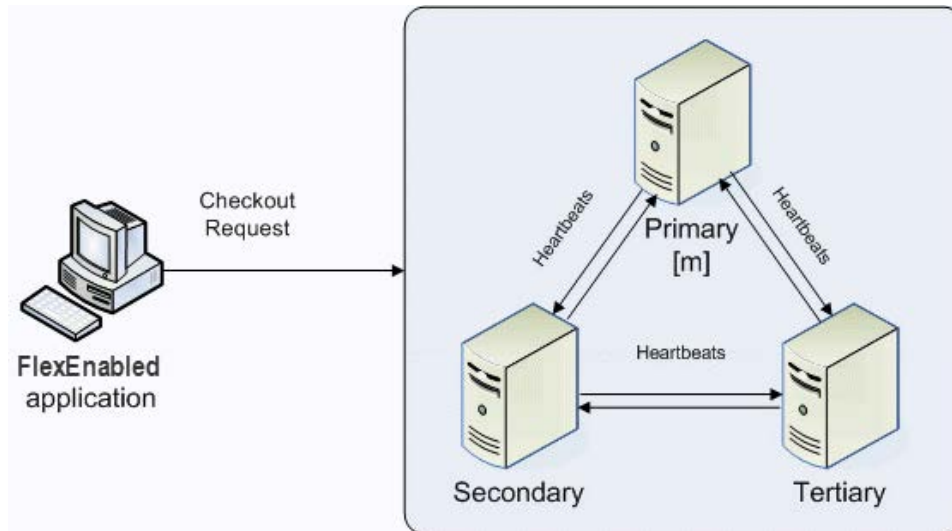 Checkout
Request
FlexEnabled
application
Primary
[m]
Heartbeats
Heartbeats
Heartbeats
Secondary
Tertiary